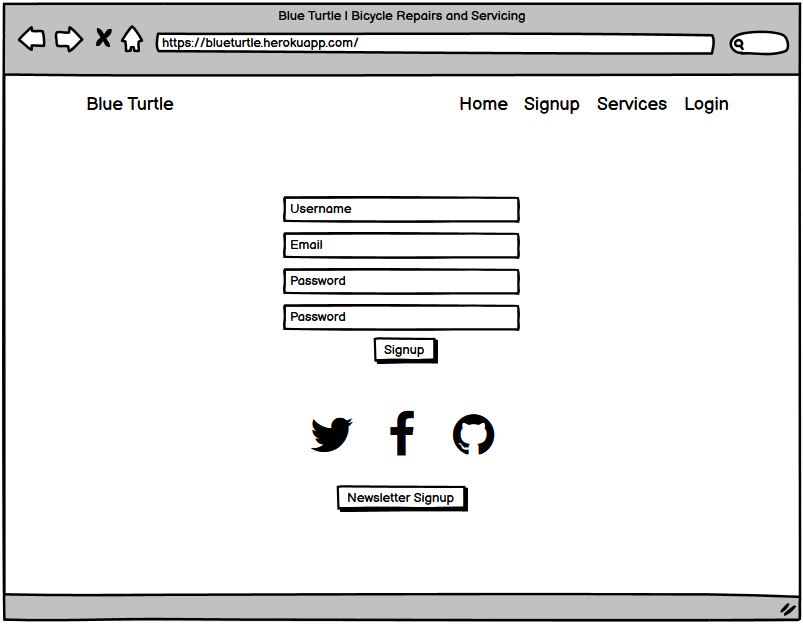 Blue Turtle | Bicycle Repairs and Servicing
https://blueturtle.herokuapp.com/
Blue Turtle Home Signup Services Login
Username
Email
Password
Password
Signup
Newsletter Signup